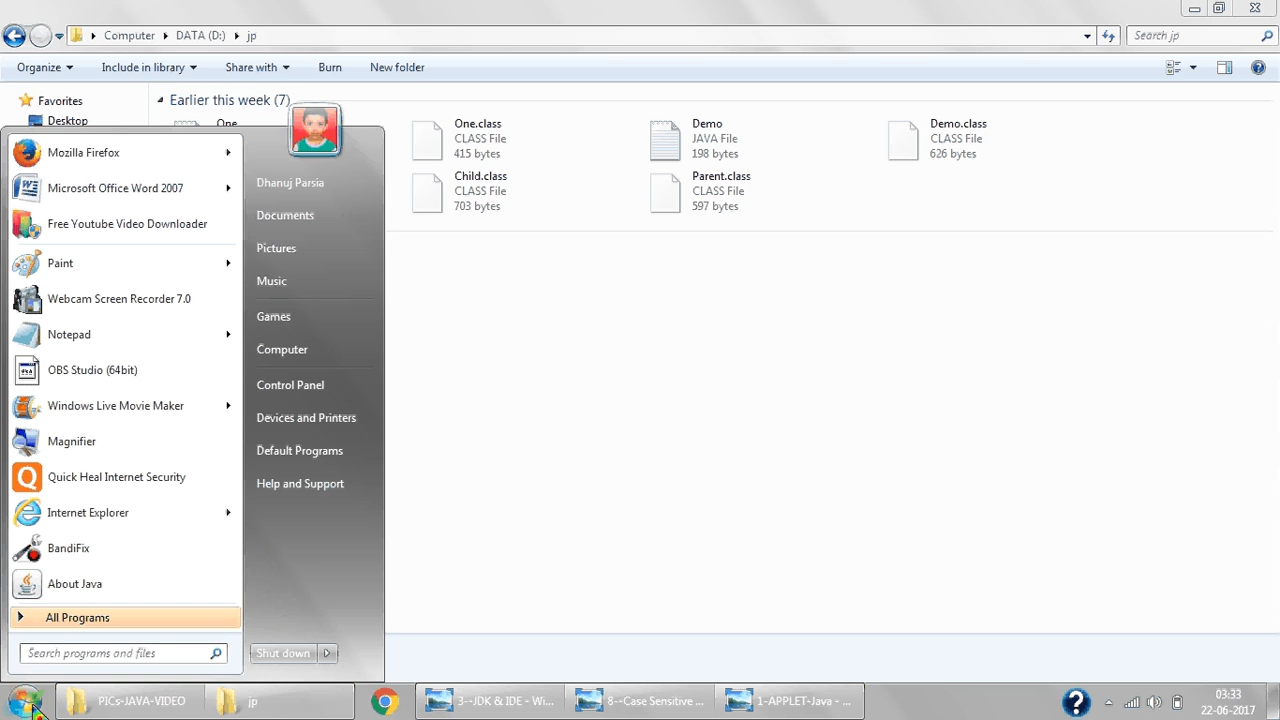 Computer DATA (D:) jp
Search jp
Organize Include in library Share with Burn New folder
Favorites
Desktop
Earlier this week (7)
One
One.class
CLASS File
415 bytes
Demo
JAVA File
198 bytes
Demo.class
CLASS File
626 bytes
Child.class
CLASS File
703 bytes
Parent.class
CLASS File
597 bytes
Mozilla Firefox
Microsoft Office Word 2007
Free Youtube Video Downloader
Paint
Webcam Screen Recorder 7.0
Notepad
OBS Studio (64bit)
Windows Live Movie Maker
Magnifier
Quick Heal Internet Security
Internet Explorer
BandiFix
About Java
All Programs
Search programs and files
Dhanuj Parsia
Documents
Pictures
Music
Games
Computer
Control Panel
Devices and Printers
Default Programs
Help and Support
Shut down
PICs-JAVA-VIDEO
jp
3--JDK & IDE - Wi...
8--Case Sensitive ...
1-APPLET-Java - ...
03:33
22-06-2017